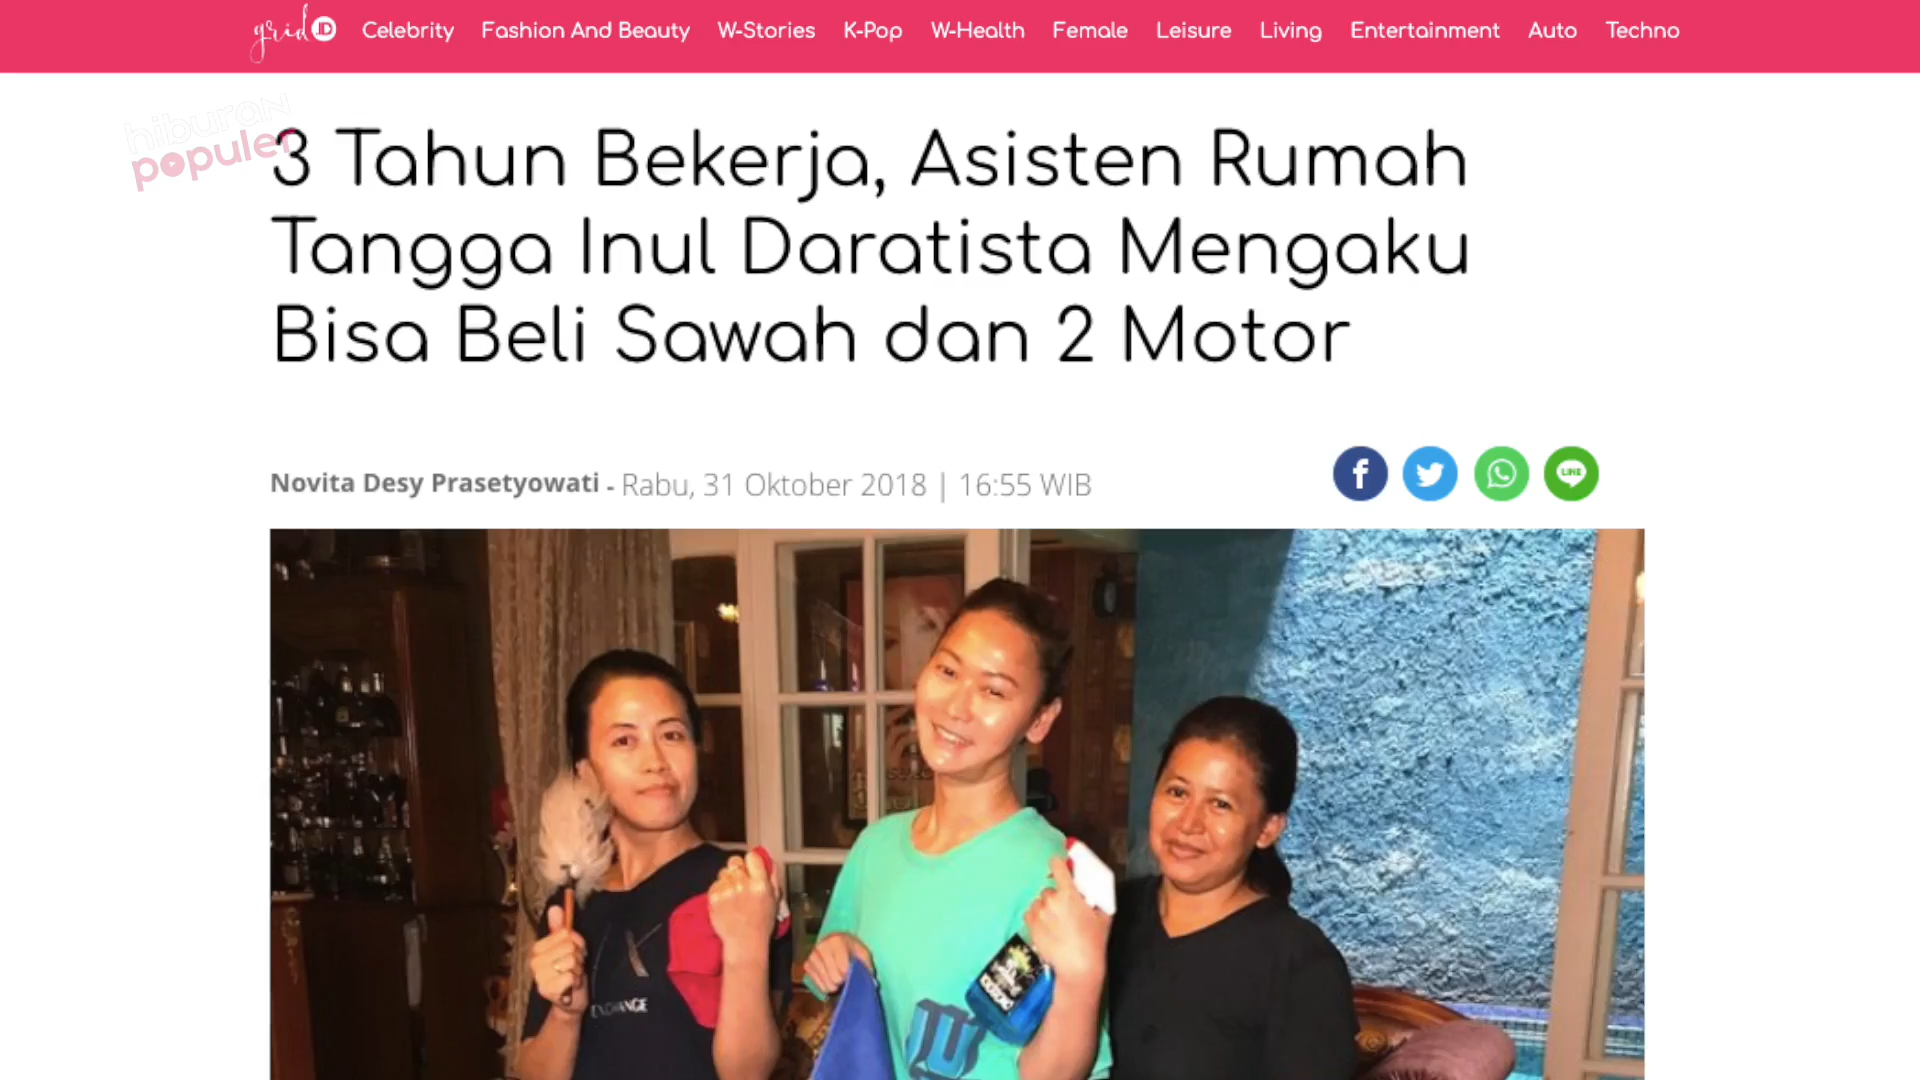 grid.ID Celebrity Fashion And Beauty W-Stories K-Pop W-Health Female Leisure Living Entertainment Auto Techno
hiburan
populer
3 Tahun Bekerja, Asisten Rumah
Tangga Inul Daratista Mengaku
Bisa Beli Sawah dan 2 Motor
Novita Desy Prasetyowati - Rabu, 31 Oktober 2018 | 16:55 WIB
LINE